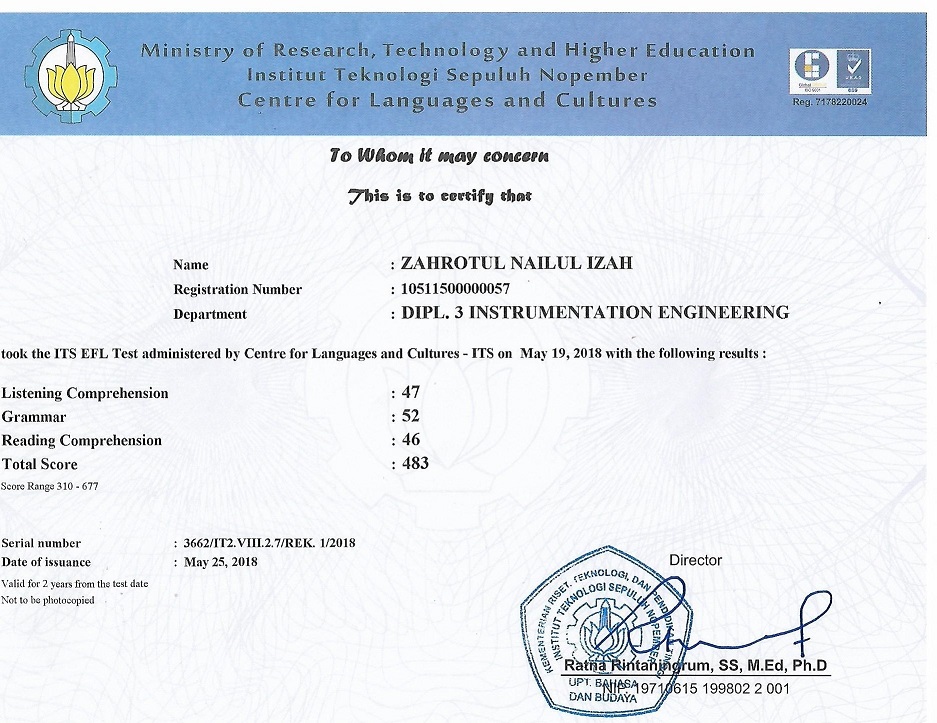 Ministry of Research, Technology and Higher Education
Institut Teknologi Sepuluh Nopember
Centre for Languages and Cultures
Reg. 7178220024
To Whom it may concern
This is to certify that
Name : ZAHROTUL NAILUL IZAH
Registration Number : 10511500000057
Department : DIPL. 3 INSTRUMENTATION ENGINEERING
took the ITS EFL Test administered by Centre for Languages and Cultures - ITS on May 19, 2018 with the following results :
Listening Comprehension : 47
Grammar : 52
Reading Comprehension : 46
Total Score : 483
Score Range 310 - 677
Serial number : 3662/IT2.VIII.2.7/REK. 1/2018
Date of issuance : May 25, 2018
Valid for 2 years from the test date
Not to be photocopied
Director
KEMENTERIAN RISET, TEKNOLOGI, DAN PENDIDIKAN TINGGI
INSTITUT TEKNOLOGI SEPULUH NOPEMBER
UPT. BAHASA
DAN BUDAYA
Ratna Rintaningrum, SS, M.Ed, Ph.D
NIP. 19710615 199802 2 001